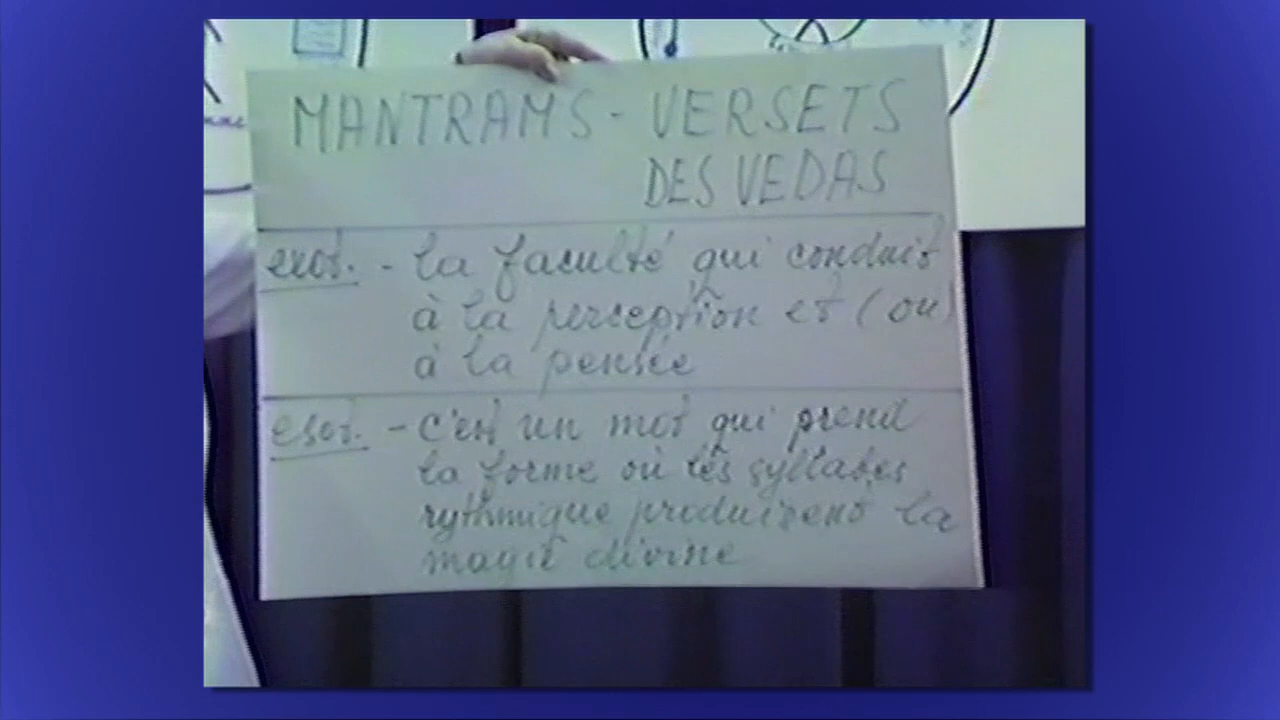 MANTRAMS - VERSETS
DES VEDAS
exot. - la faculté qui conduit
à la perception et (ou)
à la pensée
esot. - c'est un mot qui prend
la forme où les syllabes
rythmique produisent la
magie divine